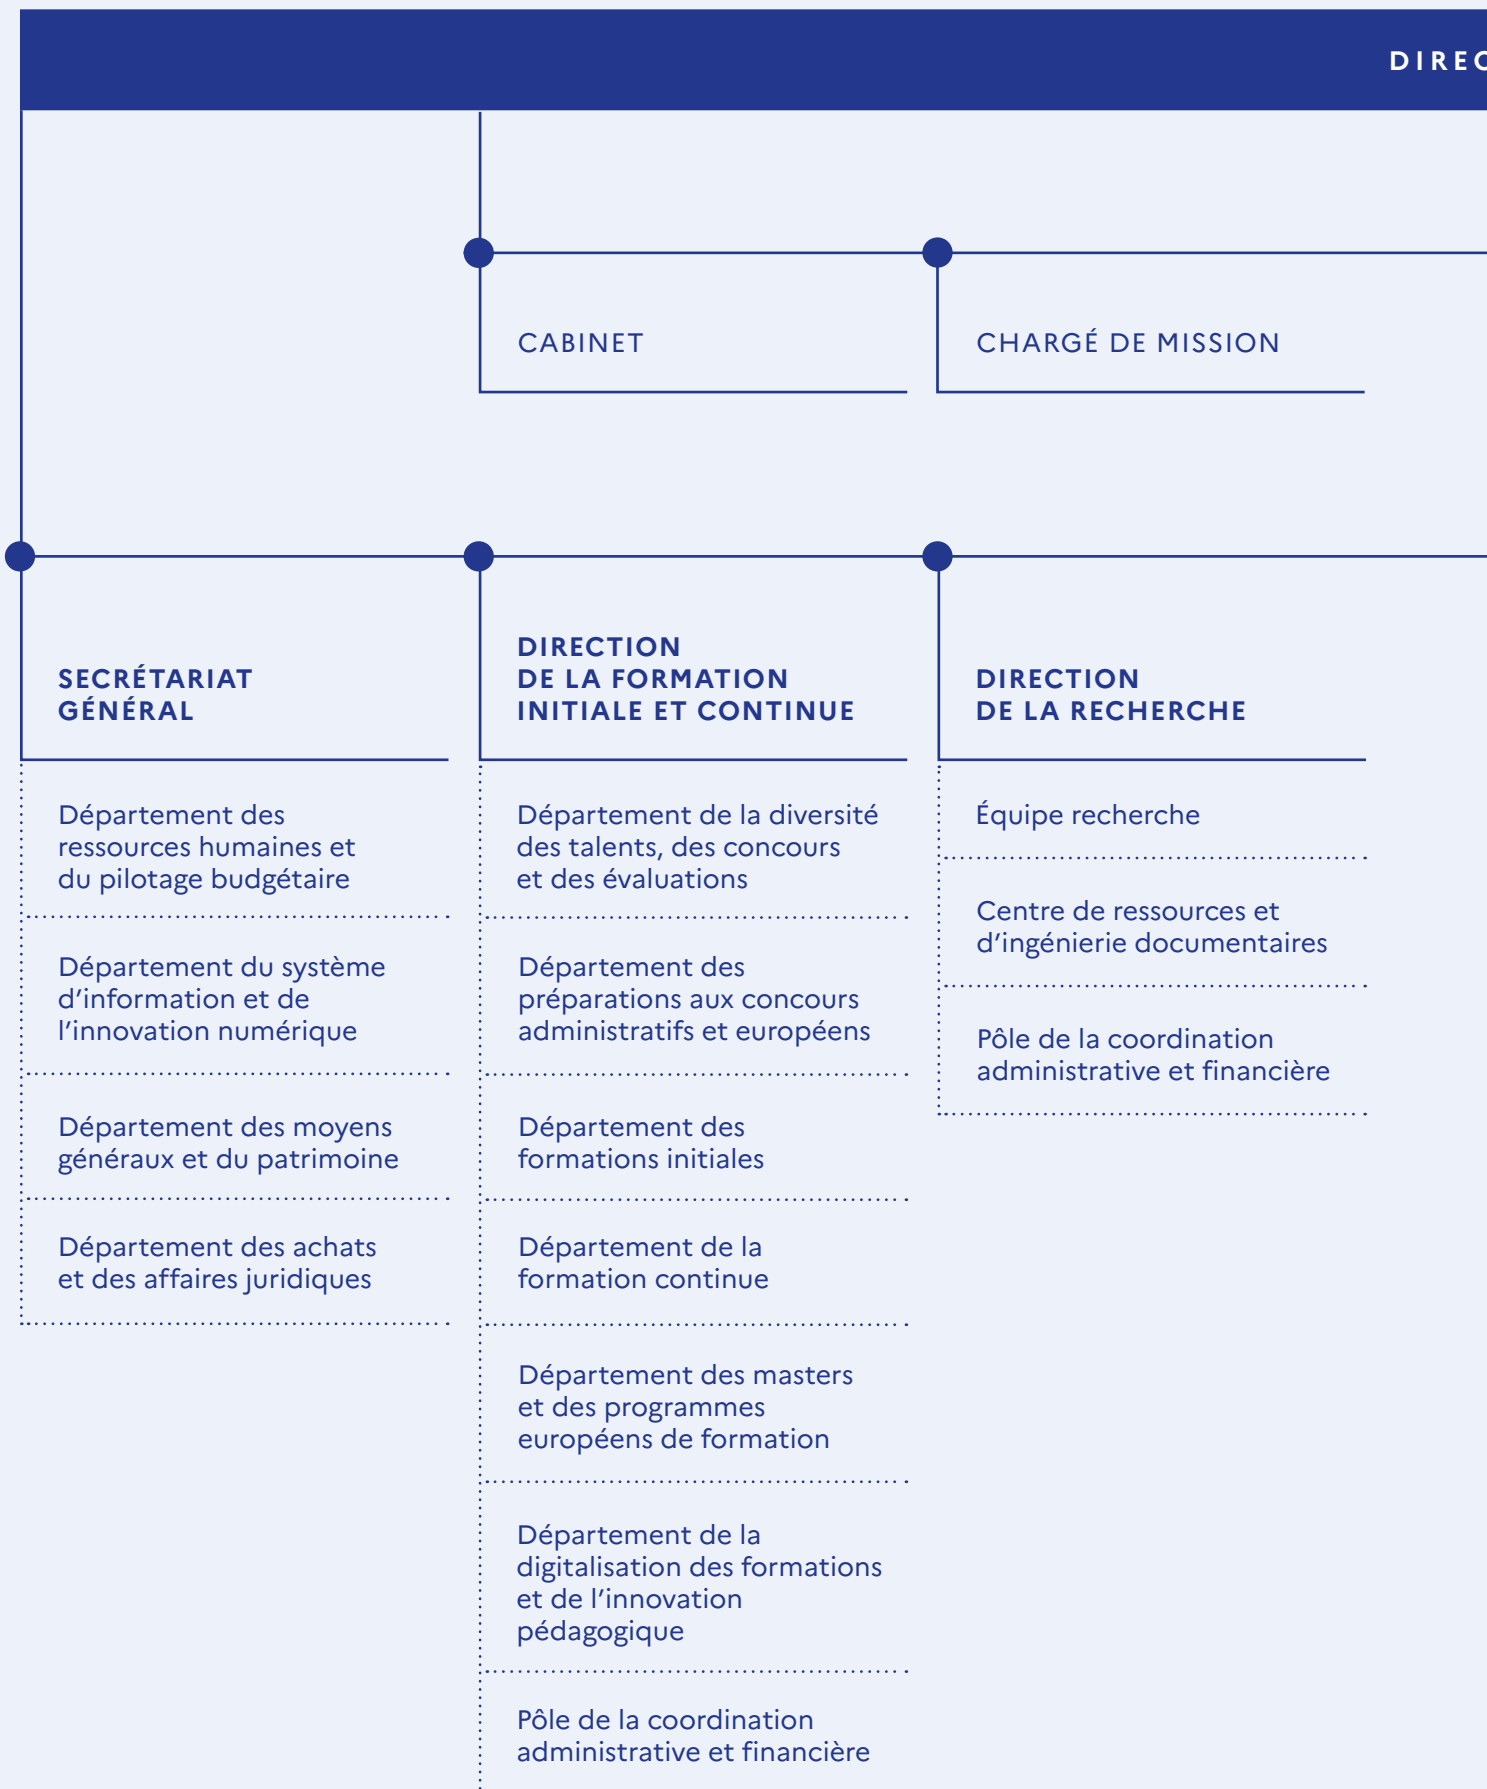 CABINET
CHARGÉ DE MISSION
SECRÉTARIAT
GÉNÉRAL
Département des
ressources humaines et
du pilotage budgétaire
Département du système
d’information et de
l’innovation numérique
Département des moyens
généraux et du patrimoine
Département des achats
et des affaires juridiques
DIRECTION
DE LA FORMATION
INITIALE ET CONTINUE
Département de la diversité
des talents, des concours
et des évaluations
Département des
préparations aux concours
administratifs et européens
Département des
formations initiales
Département de la
formation continue
Département des masters
et des programmes
européens de formation
Département de la
digitalisation des formations
et de l’innovation
pédagogique
Pôle de la coordination
administrative et financière
DIRECTION
DE LA RECHERCHE
Équipe recherche
Centre de ressources et
d’ingénierie documentaires
Pôle de la coordination
administrative et financière